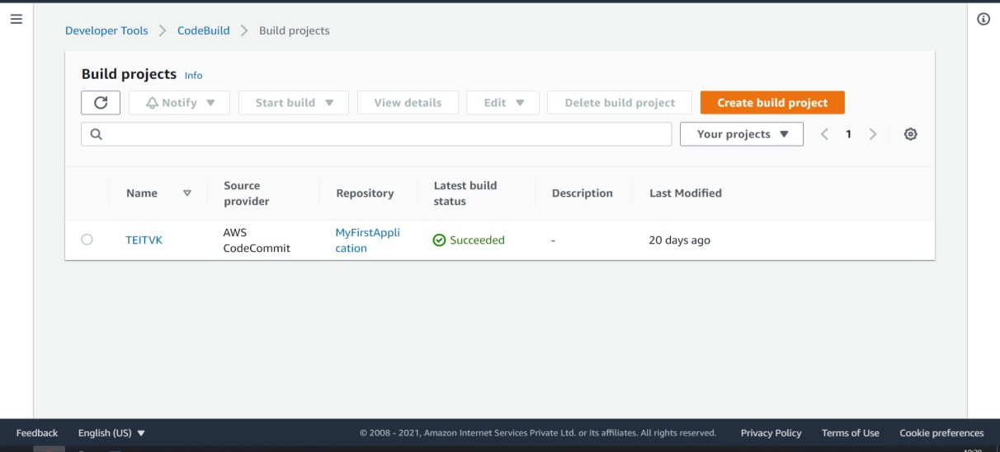 Developer Tools > CodeBuild > Build projects
Build projects Info
Notify ▼ Start build ▼ View details Edit ▼ Delete build project Create build project
Your projects ▼ < 1 >
Name Source provider Repository Latest build status Description Last Modified
TEITVK AWS CodeCommit MyFirstAppli
cation Succeeded - 20 days ago
Feedback English (US) ▼ © 2008 - 2021, Amazon Internet Services Private Ltd. or its affiliates. All rights reserved. Privacy Policy Terms of Use Cookie preferences